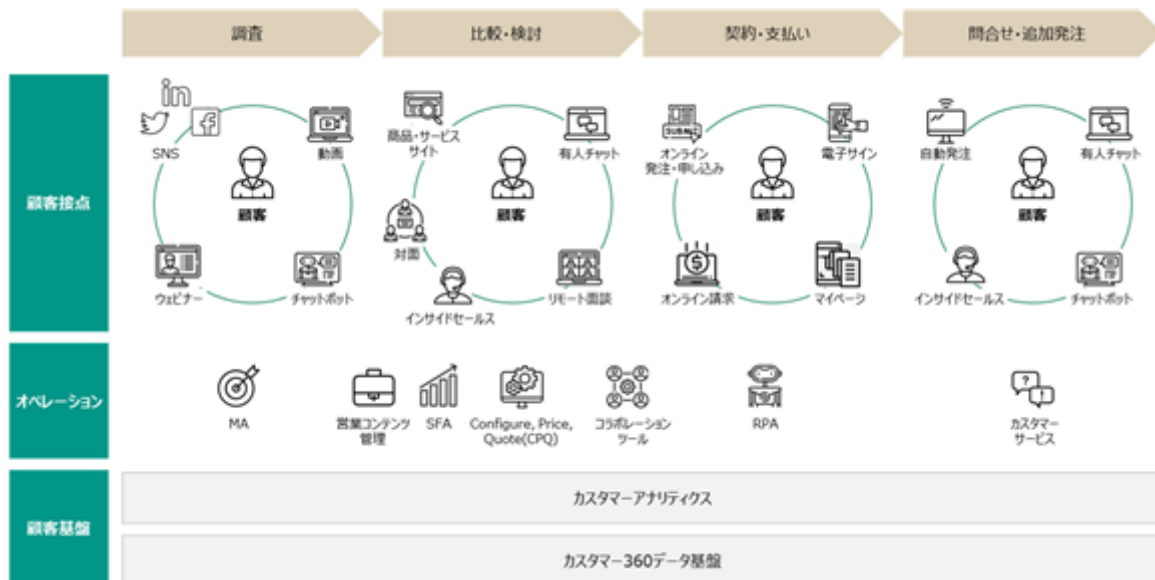 調査
比較・検討
契約・支払い
問合せ・追加発注
顧客接点
in
SNS
動画
顧客
ウェビナー
チャットボット
商品・サービス
サイト
有人チャット
顧客
対面
インサイドセールス
リモート面談
オンライン
発注・申し込み
SUBMIT
電子サイン
顧客
オンライン請求
マイページ
自動発注
有人チャット
顧客
インサイドセールス
チャットボット
オペレーション
MA
営業コンテンツ
管理
SFA
Configure, Price,
Quote(CPQ)
コラボレーション
ツール
RPA
カスタマー
サービス
顧客基盤
カスタマーアナリティクス
カスタマー360データ基盤